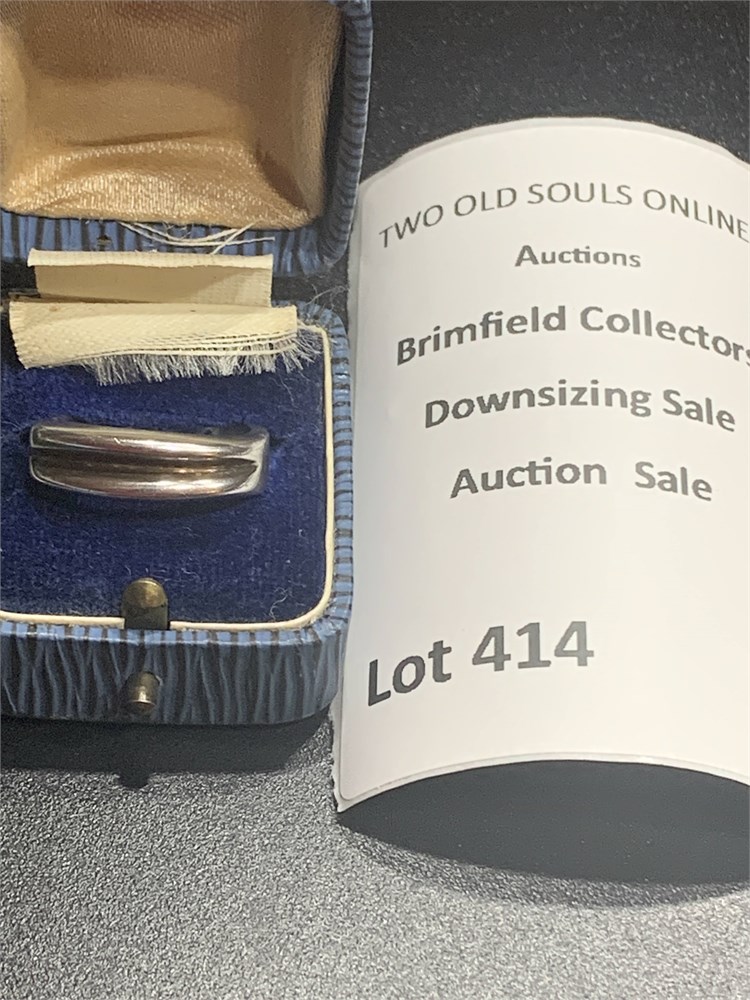 TWO OLD SOULS ONLINE
Auctions
Brimfield Collectors
Downsizing Sale
Auction Sale
Lot 414